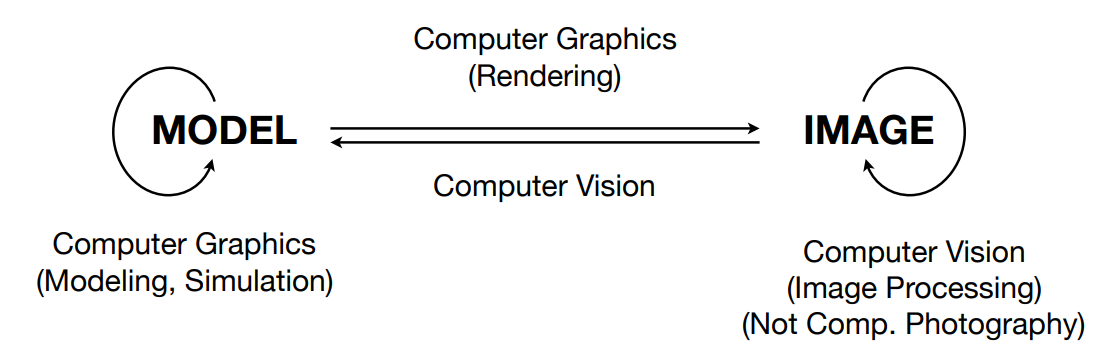 Computer Graphics
(Rendering)
MODEL
IMAGE
Computer Vision
Computer Graphics
(Modeling, Simulation)
Computer Vision
(Image Processing)
(Not Comp. Photography)